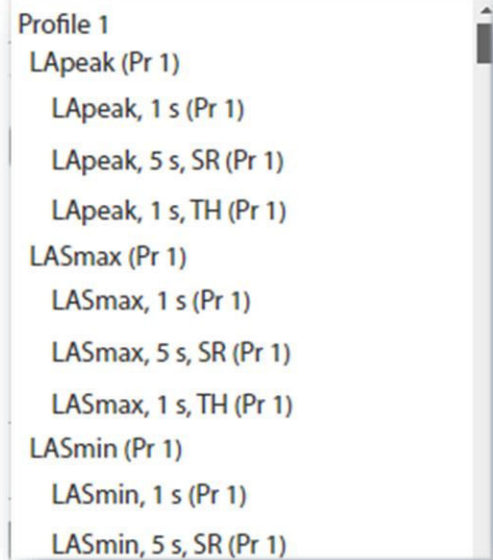 Profile 1
LApeak (Pr 1)
LApeak, 1 s (Pr 1)
LApeak, 5 s, SR (Pr 1)
LApeak, 1 s, TH (Pr 1)
LASmax (Pr 1)
LASmax, 1 s (Pr 1)
LASmax, 5 s, SR (Pr 1)
LASmax, 1 s, TH (Pr 1)
LASmin (Pr 1)
LASmin, 1 s (Pr 1)
LASmin, 5 s, SR (Pr 1)